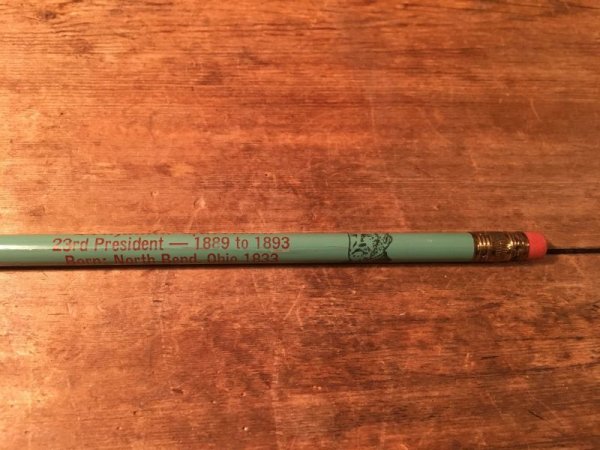 23rd President — 1889 to 1893
Born: North Bend, Ohio 1833